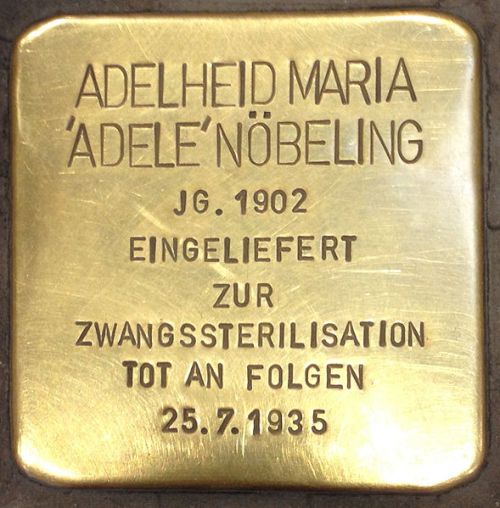 ADELHEID MARIA
'ADELE' NÖBELING
JG. 1902
EINGELIEFERT
ZUR
ZWANGSSTERILISATION
TOT AN FOLGEN
25.7.1935